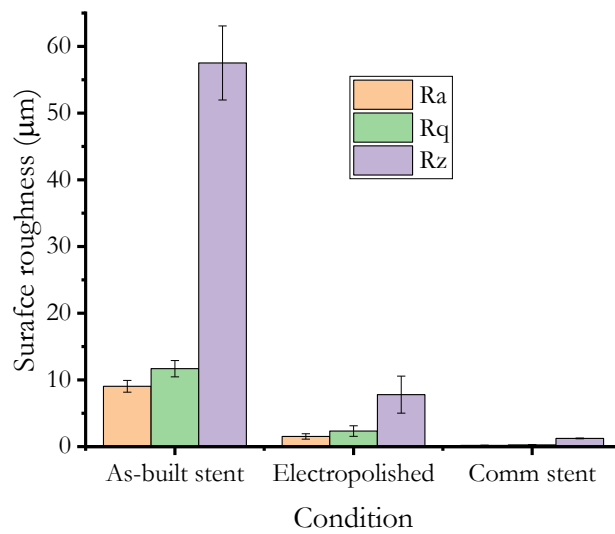 60
50
40
30
20
10
0
Surafce roughness (μm)
Ra
Rq
Rz
As-built stent
Electropolished
Comm stent
Condition